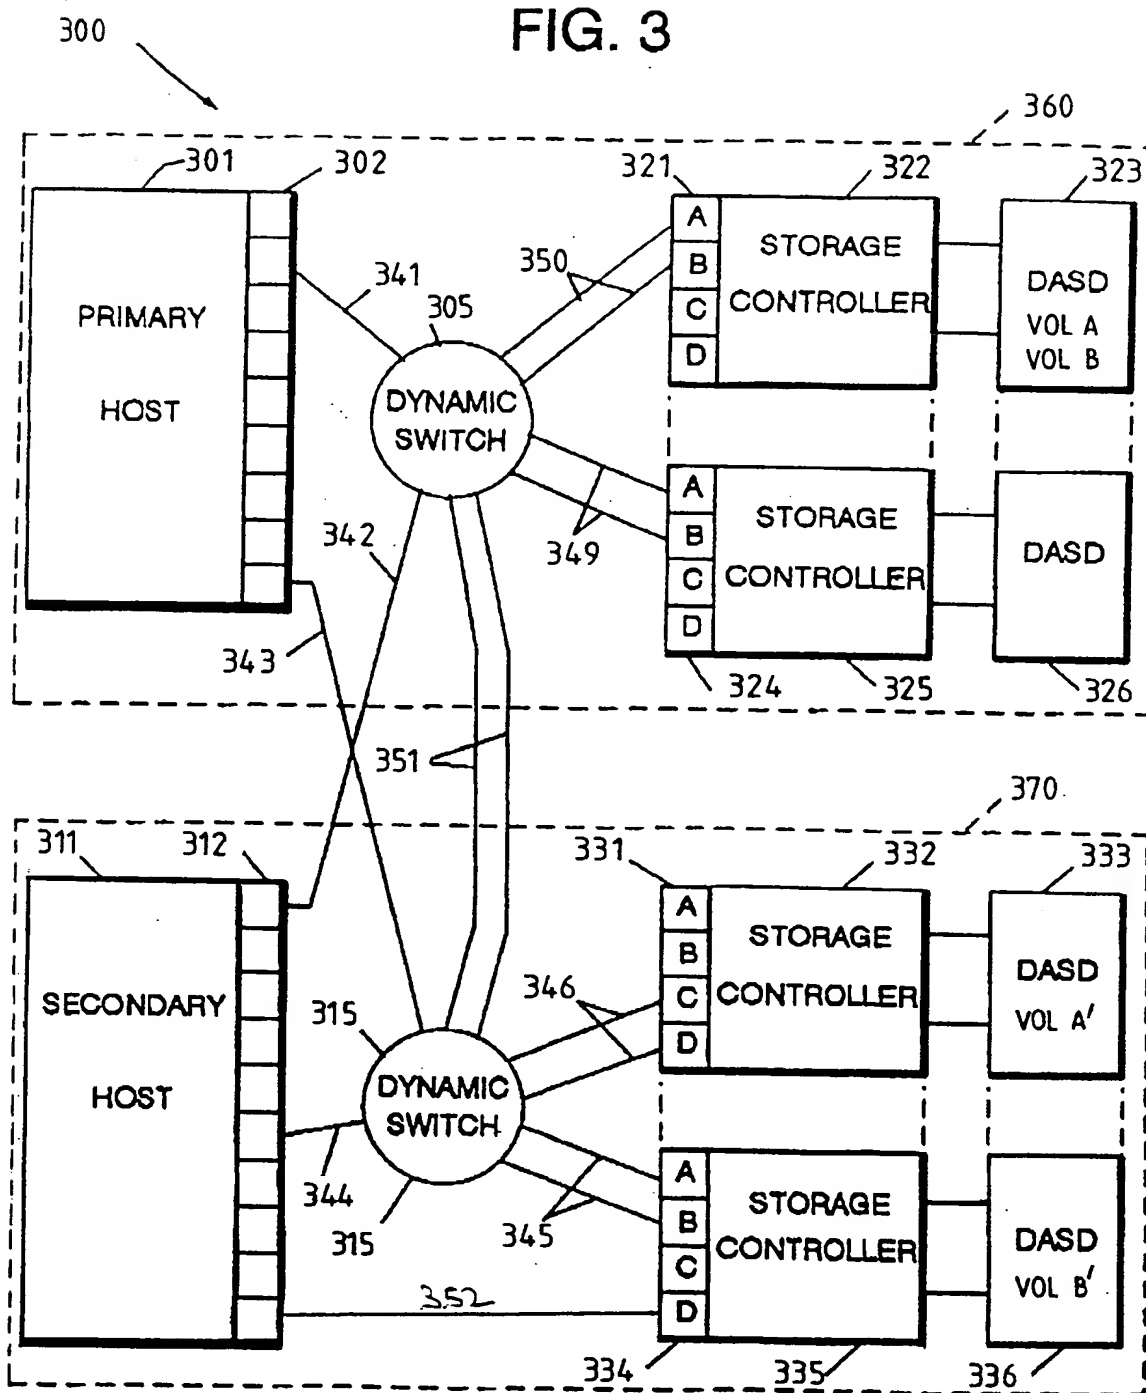 FIG. 3
300
360
301
302
321
322
323
PRIMARY
HOST
341
305
DYNAMIC
SWITCH
350
A
B
C
D
STORAGE
CONTROLLER
DASD
VOL A
VOL B
342
343
349
A
B
C
D
STORAGE
CONTROLLER
DASD
324
325
326
351
370
311
312
331
332
333
SECONDARY
HOST
315
DYNAMIC
SWITCH
315
344
346
A
B
C
D
STORAGE
CONTROLLER
DASD
VOL A'
345
A
B
C
D
STORAGE
CONTROLLER
DASD
VOL B'
352
334
335
336